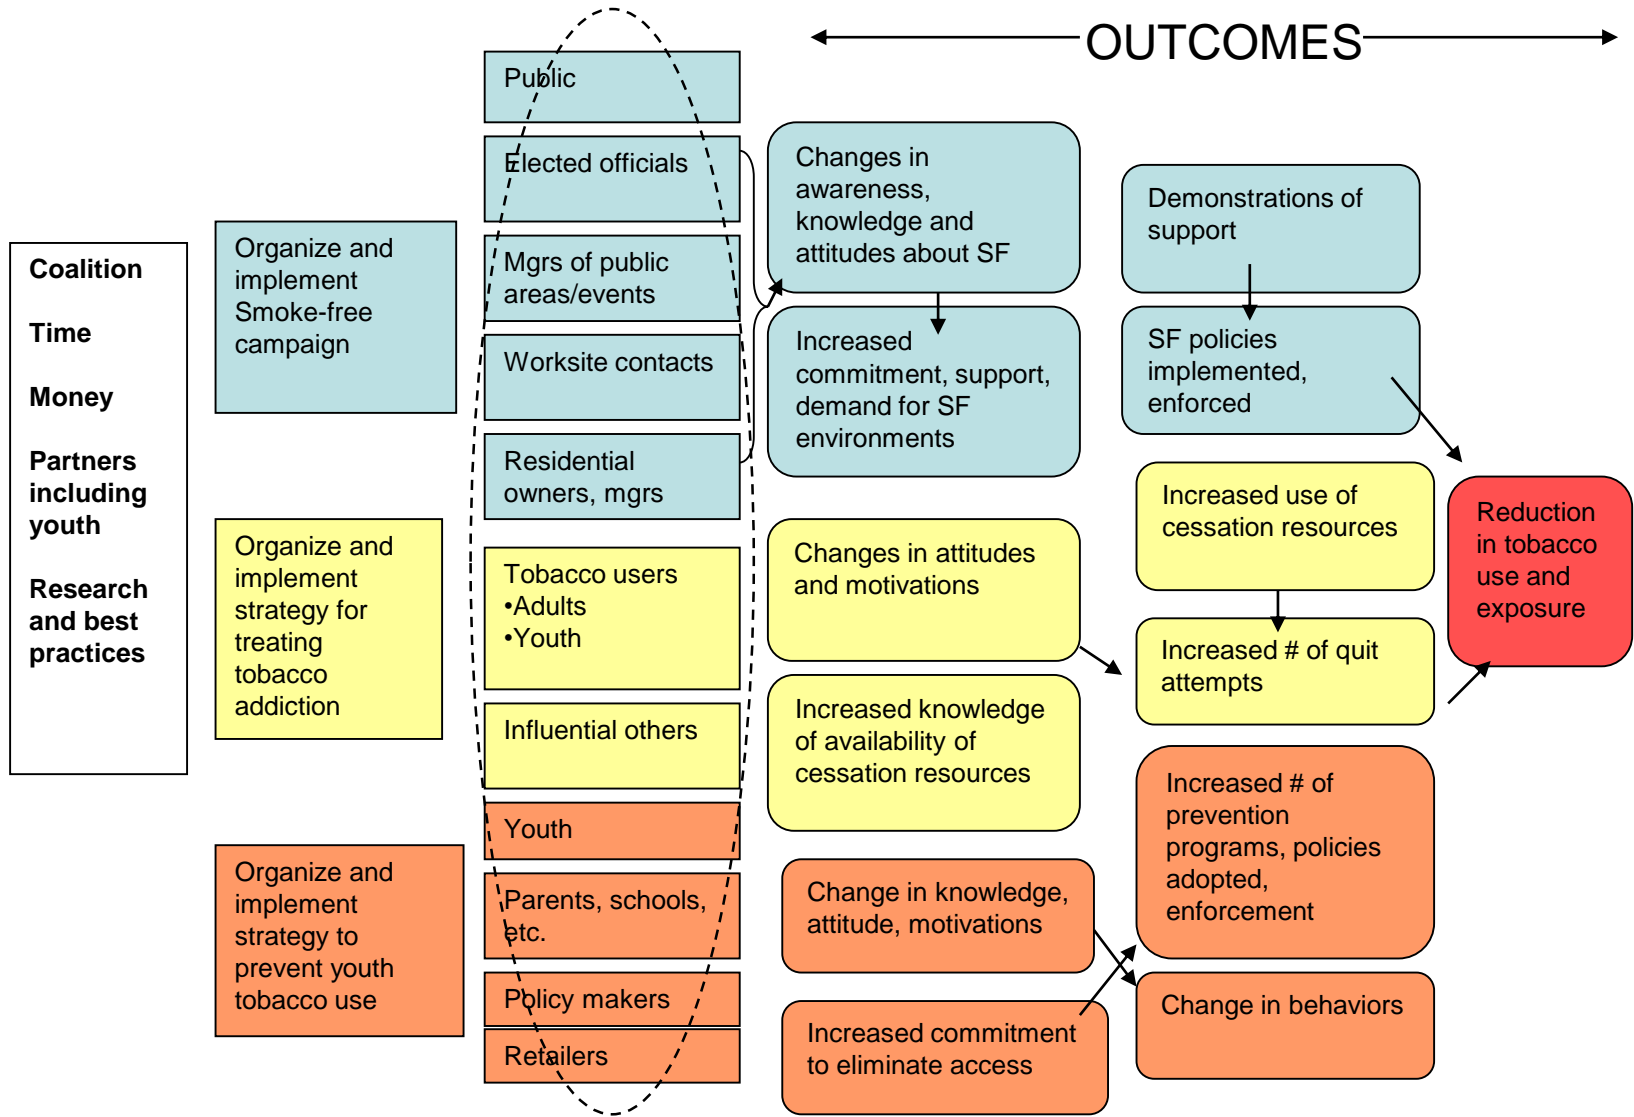 OUTCOMES
Coalition
Time
Money
Partners
including
youth
Research
and best
practices
Organize and
implement
Smoke-free
campaign
Organize and
implement
strategy for
treating
tobacco
addiction
Organize and
implement
strategy to
prevent youth
tobacco use
Public
Elected officials
Mgrs of public
areas/events
Worksite contacts
Residential
owners, mgrs
Tobacco users
•Adults
•Youth
Influential others
Youth
Parents, schools,
etc.
Policy makers
Retailers
Changes in
awareness,
knowledge and
attitudes about SF
Increased
commitment, support,
demand for SF
environments
Changes in attitudes
and motivations
Increased knowledge
of availability of
cessation resources
Change in knowledge,
attitude, motivations
Increased commitment
to eliminate access
Demonstrations of
support
SF policies
implemented,
enforced
Increased use of
cessation resources
Increased # of quit
attempts
Increased # of
prevention
programs, policies
adopted,
enforcement
Change in behaviors
Reduction
in tobacco
use and
exposure